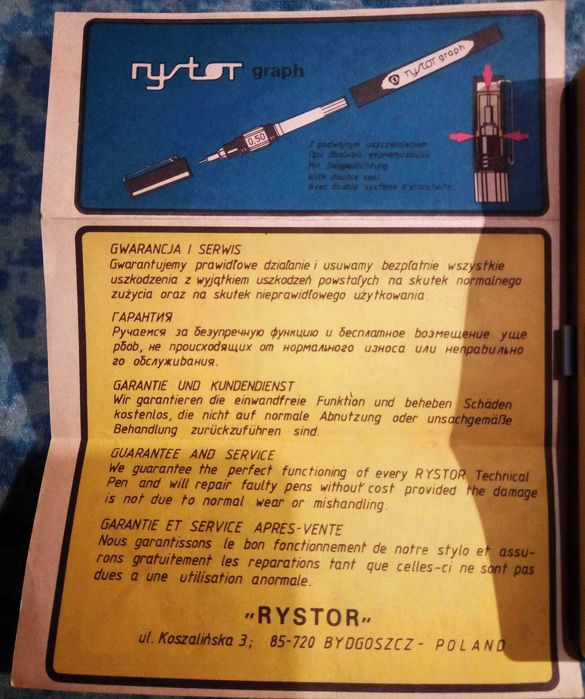 rystor graph
rystor graph
0,50
Z podwójnym uszczelnieniem
При двойной герметизации
Mit Doppeldichtung
With double seal
Avec double systeme d'etancheite
GWARANCJA I SERWIS
Gwarantujemy prawidłowe działanie i usuwamy bezpłatnie wszystkie
uszkodzenia z wyjątkiem uszkodzeń powstałych na skutek normalnego
zużycia oraz na skutek nieprawidłowego użytkowania.
ГАРАНТИЯ
Ручаемся за безупречную функцию и бесплатное возмещение уще
рбов, не происходящих от нормального износа или неправильно
го обслуживания.
GARANTIE UND KUNDENDIENST
Wir garantieren die einwandfreie Funktion und beheben Schäden
kostenlos, die nicht auf normale Abnutzung oder unsachgemäße
Behandlung zurückzuführen sind.
GUARANTEE AND SERVICE
We guarantee the perfect functioning of every RYSTOR Technical
Pen and will repair faulty pens without cost provided the damage
is not due to normal wear or mishandling.
GARANTIE ET SERVICE APRES-VENTE
Nous garantissons le bon fonctionnement de notre stylo et assu-
rons gratuitement les reparations tant que celles-ci ne sont pas
dues a une utilisation anormale.
„RYSTOR„
ul. Koszalińska 3; 85-720 BYDGOSZCZ - POLAND